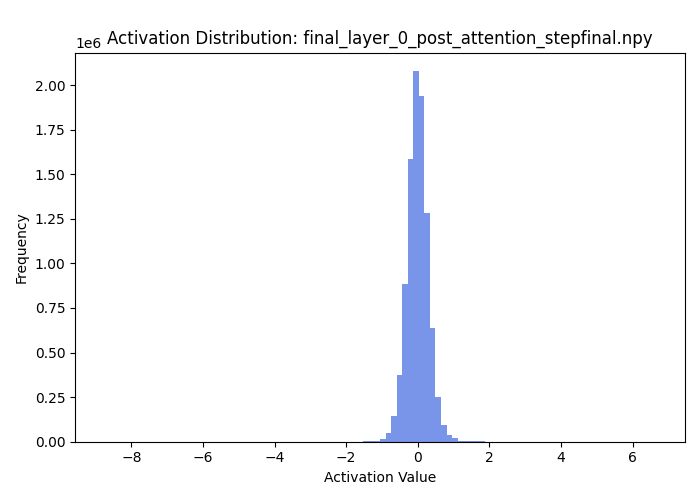 Activation Distribution: final_layer_0_post_attention_stepfinal.npy
1e6
2.00
1.75
1.50
1.25
1.00
0.75
0.50
0.25
0.00
Frequency
−8 −6 −4 −2 0 2 4 6
Activation Value